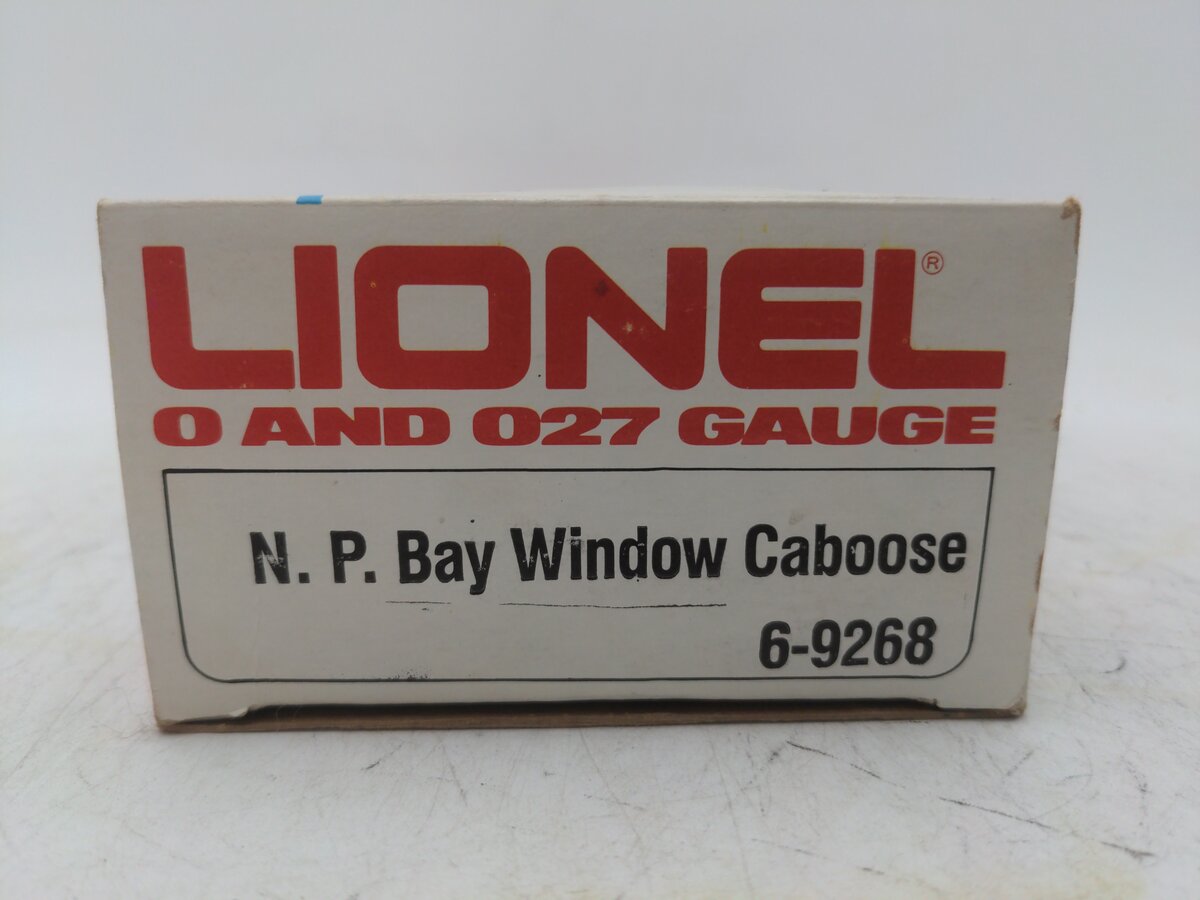 LIONEL®
O AND O27 GAUGE
N. P. Bay Window Caboose
6-9268